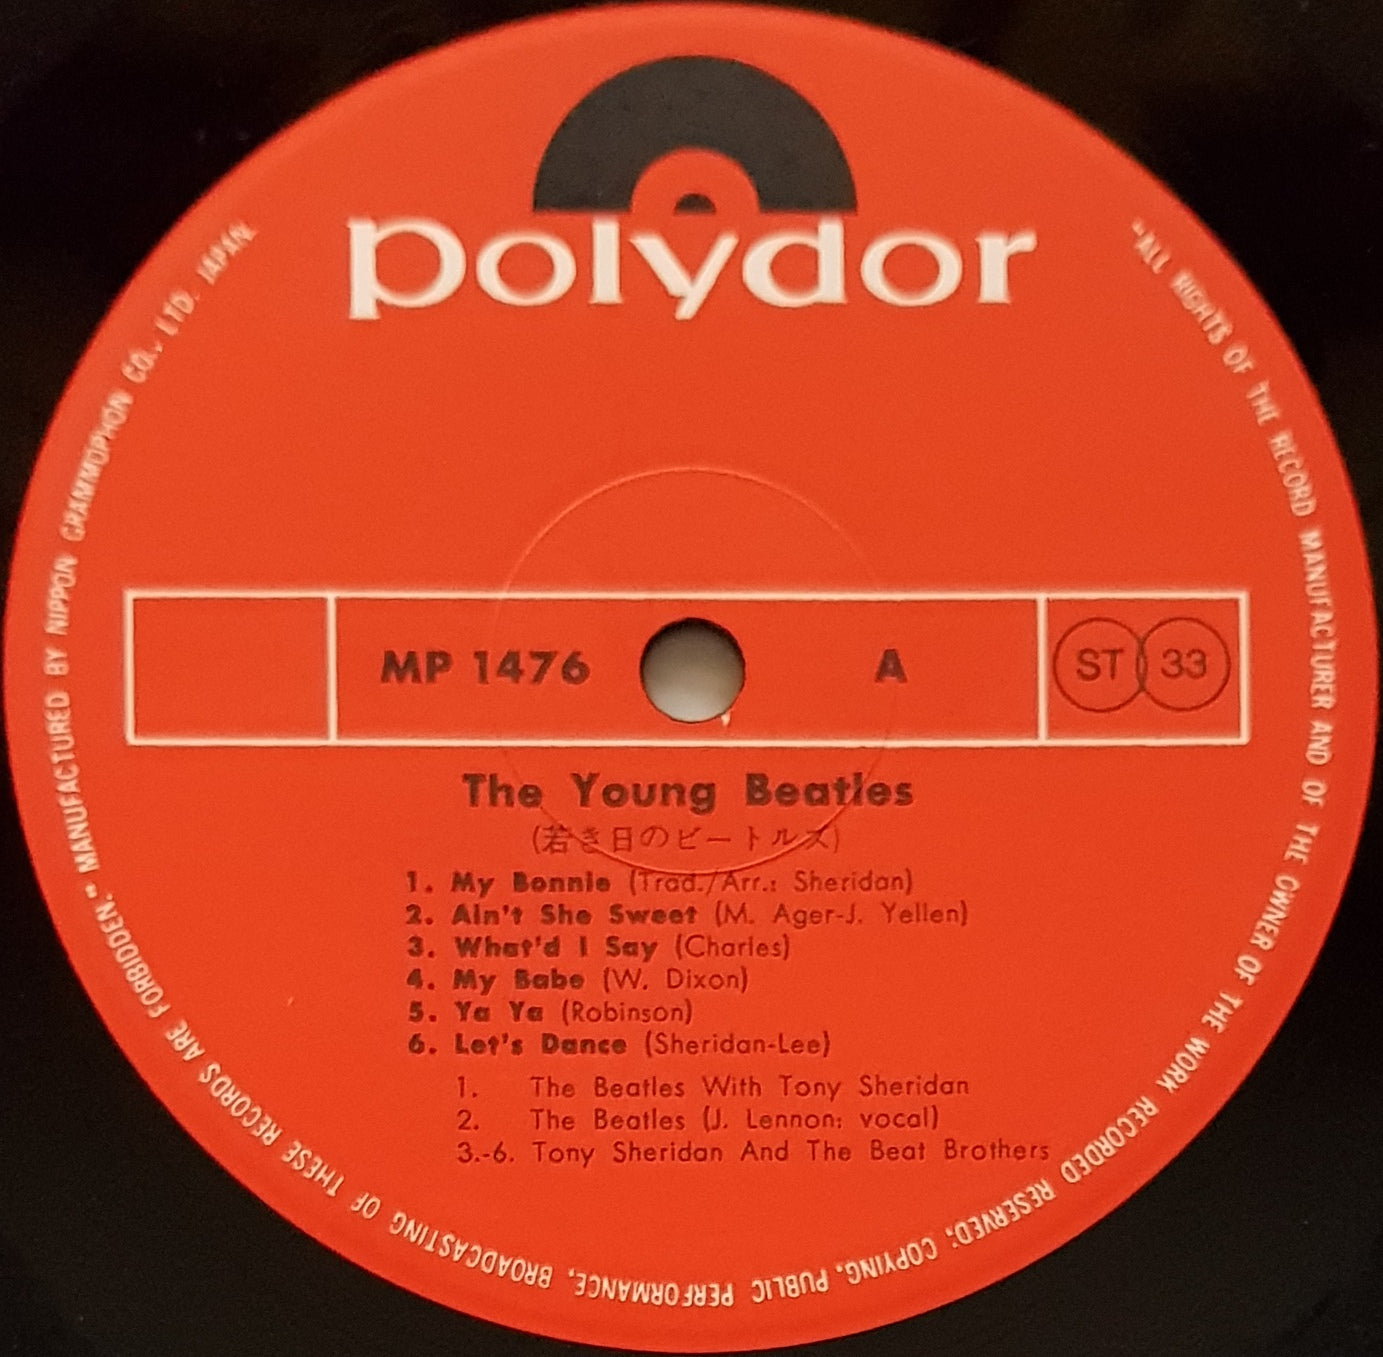 polydor
MP 1476
A
ST 33
The Young Beatles
(若き日のビートルズ)
1. My Bonnie (Trad./Arr.: Sheridan)
2. Ain't She Sweet (M. Ager-J. Yellen)
3. What'd I Say (Charles)
4. My Babe (W. Dixon)
5. Ya Ya (Robinson)
6. Let's Dance (Sheridan-Lee)
1. The Beatles With Tony Sheridan
2. The Beatles (J. Lennon: vocal)
3.-6. Tony Sheridan And The Beat Brothers
"ALL RIGHTS OF THE RECORD MANUFACTURER AND OF THE OWNER OF THE WORK RECORDED RESERVED; COPYING, PUBLIC PERFORMANCE, BROADCASTING OF THESE RECORDS ARE FORBIDDEN." MANUFACTURED BY NIPPON GRAMMOPHON CO., LTD. JAPAN.